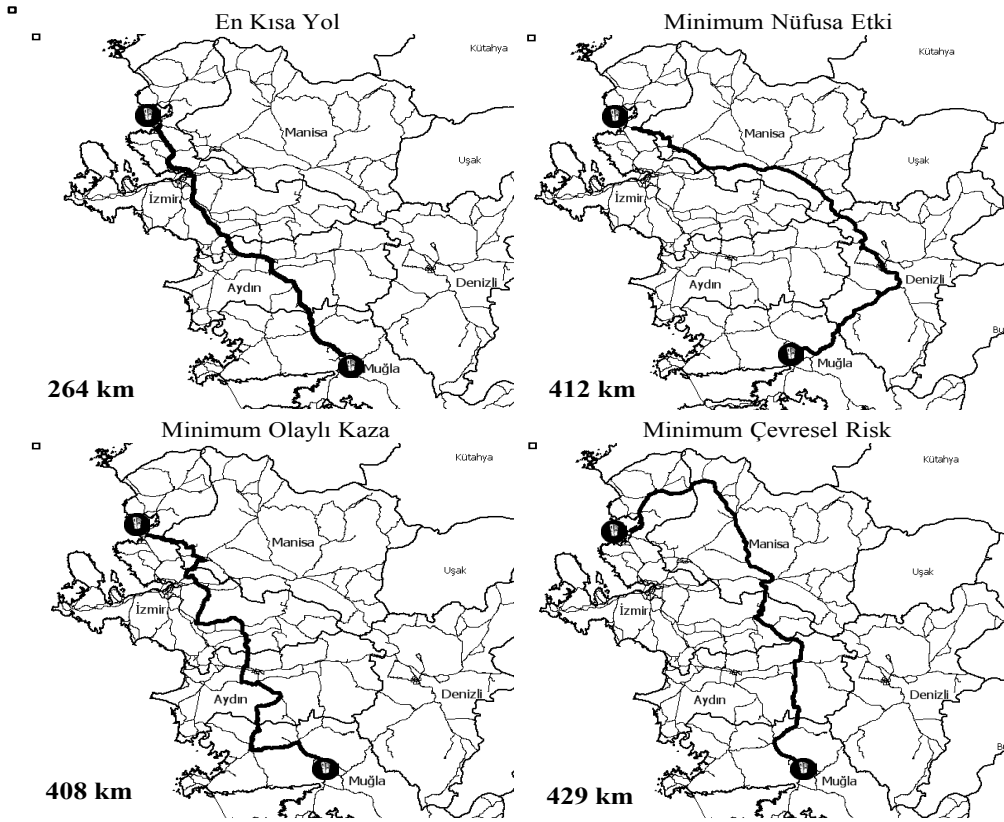 En Kısa Yol
Kütahya
Manisa
Uşak
İzmir
Aydın
Denizli
Muğla
264 km
Minimum Nüfusa Etki
Kütahya
Manisa
Uşak
İzmir
Aydın
Denizli
Bu
Muğla
412 km
Minimum Olaylı Kaza
Kütahya
Manisa
Uşak
İzmir
Aydın
Denizli
Muğla
408 km
Minimum Çevresel Risk
Kütahya
Manisa
Uşak
İzmir
Aydın
Denizli
Muğla
429 km